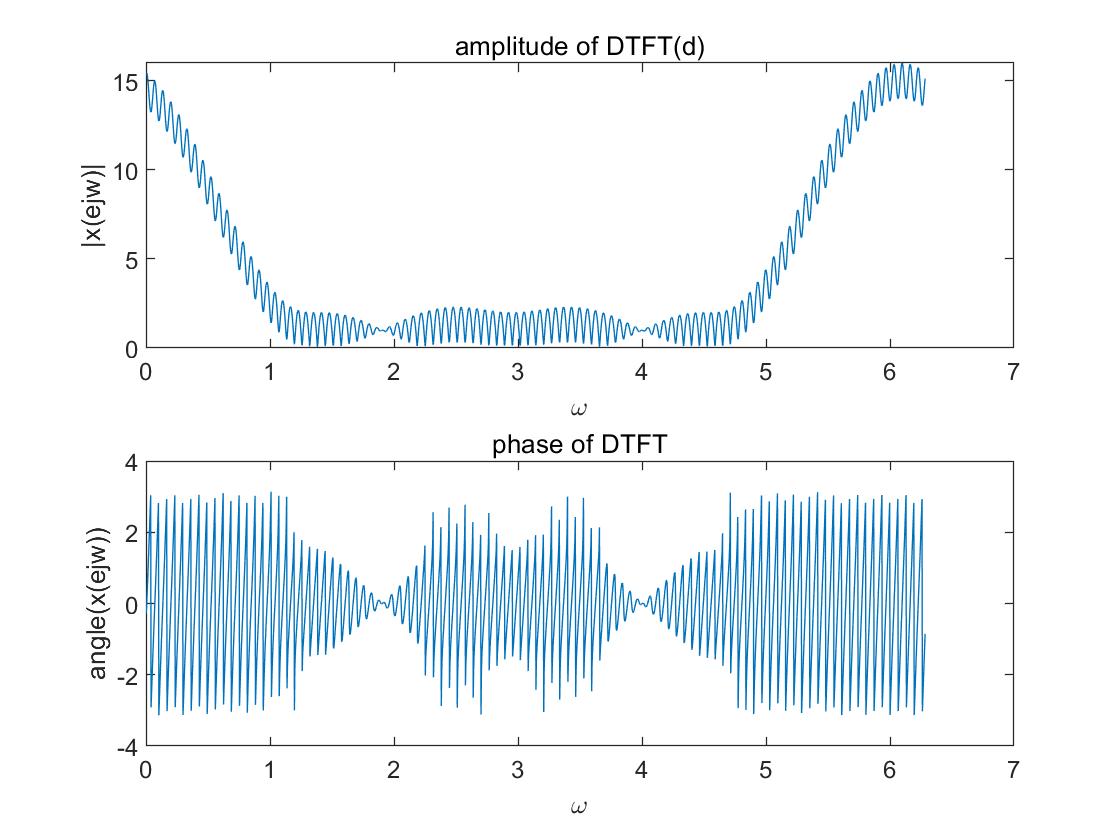 amplitude of DTFT(d)
|x(ejw)|
15
10
5
0
0 1 2 3 4 5 6 7
ω
phase of DTFT
angle(x(ejw))
4
2
0
-2
-4
0 1 2 3 4 5 6 7
ω